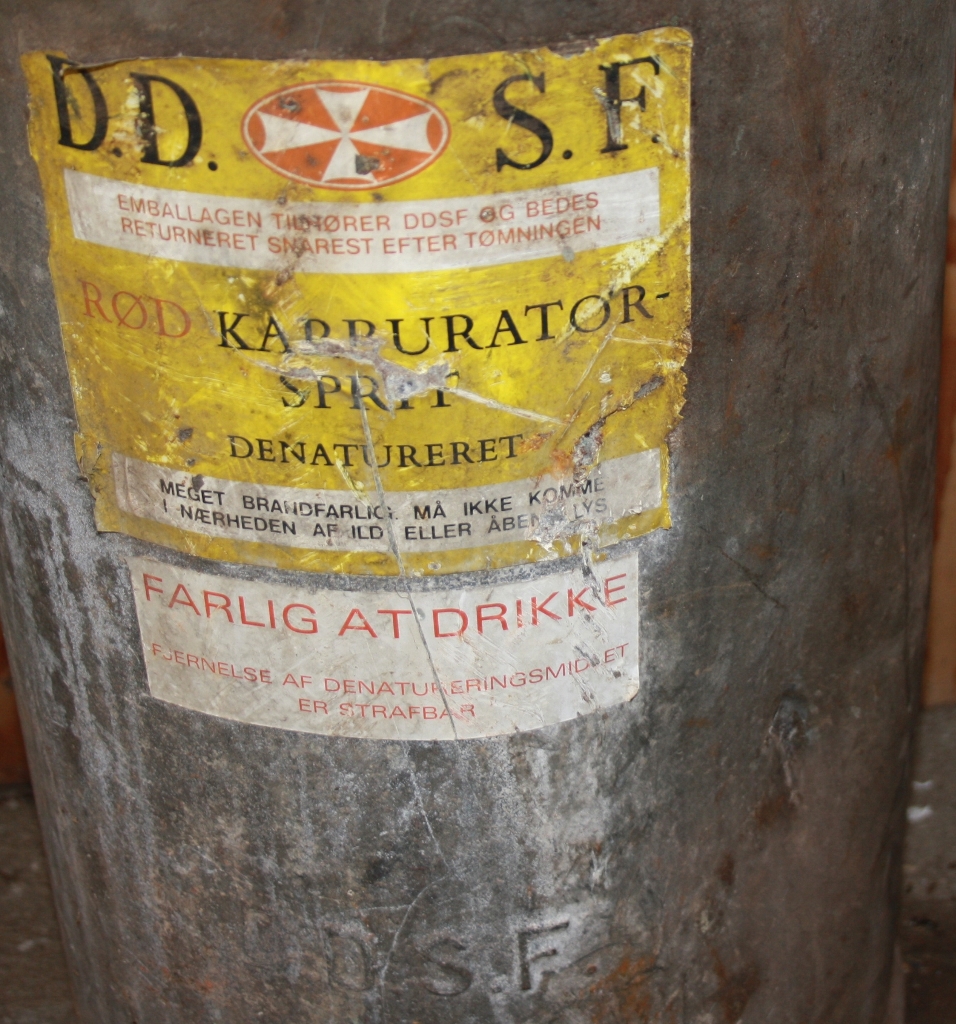 D.D. S.F.
EMBALLAGEN TILHØRER DDSF OG BEDES
RETURNERET SNAREST EFTER TØMNINGEN
RØD KARBURATOR-
SPRIT
DENATURERET
MEGET BRANDFARLIG. MÅ IKKE KOMME
I NÆRHEDEN AF ILD ELLER ÅBENT LYS
FARLIG AT DRIKKE
FJERNELSE AF DENATURERINGSMIDLET
ER STRAFBAR
D.S.F.